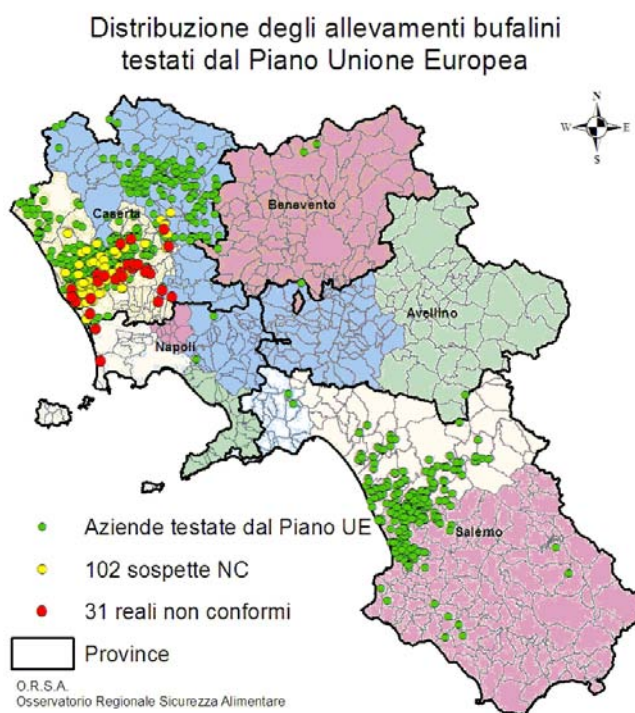 Distribuzione degli allevamenti bufalini
testati dal Piano Unione Europea
N
W E
S
Caserta
Benevento
Avellino
Napoli
Salerno
Aziende testate dal Piano UE
102 sospette NC
31 reali non conformi
Province
O.R.S.A.
Osservatorio Regionale Sicurezza Alimentare